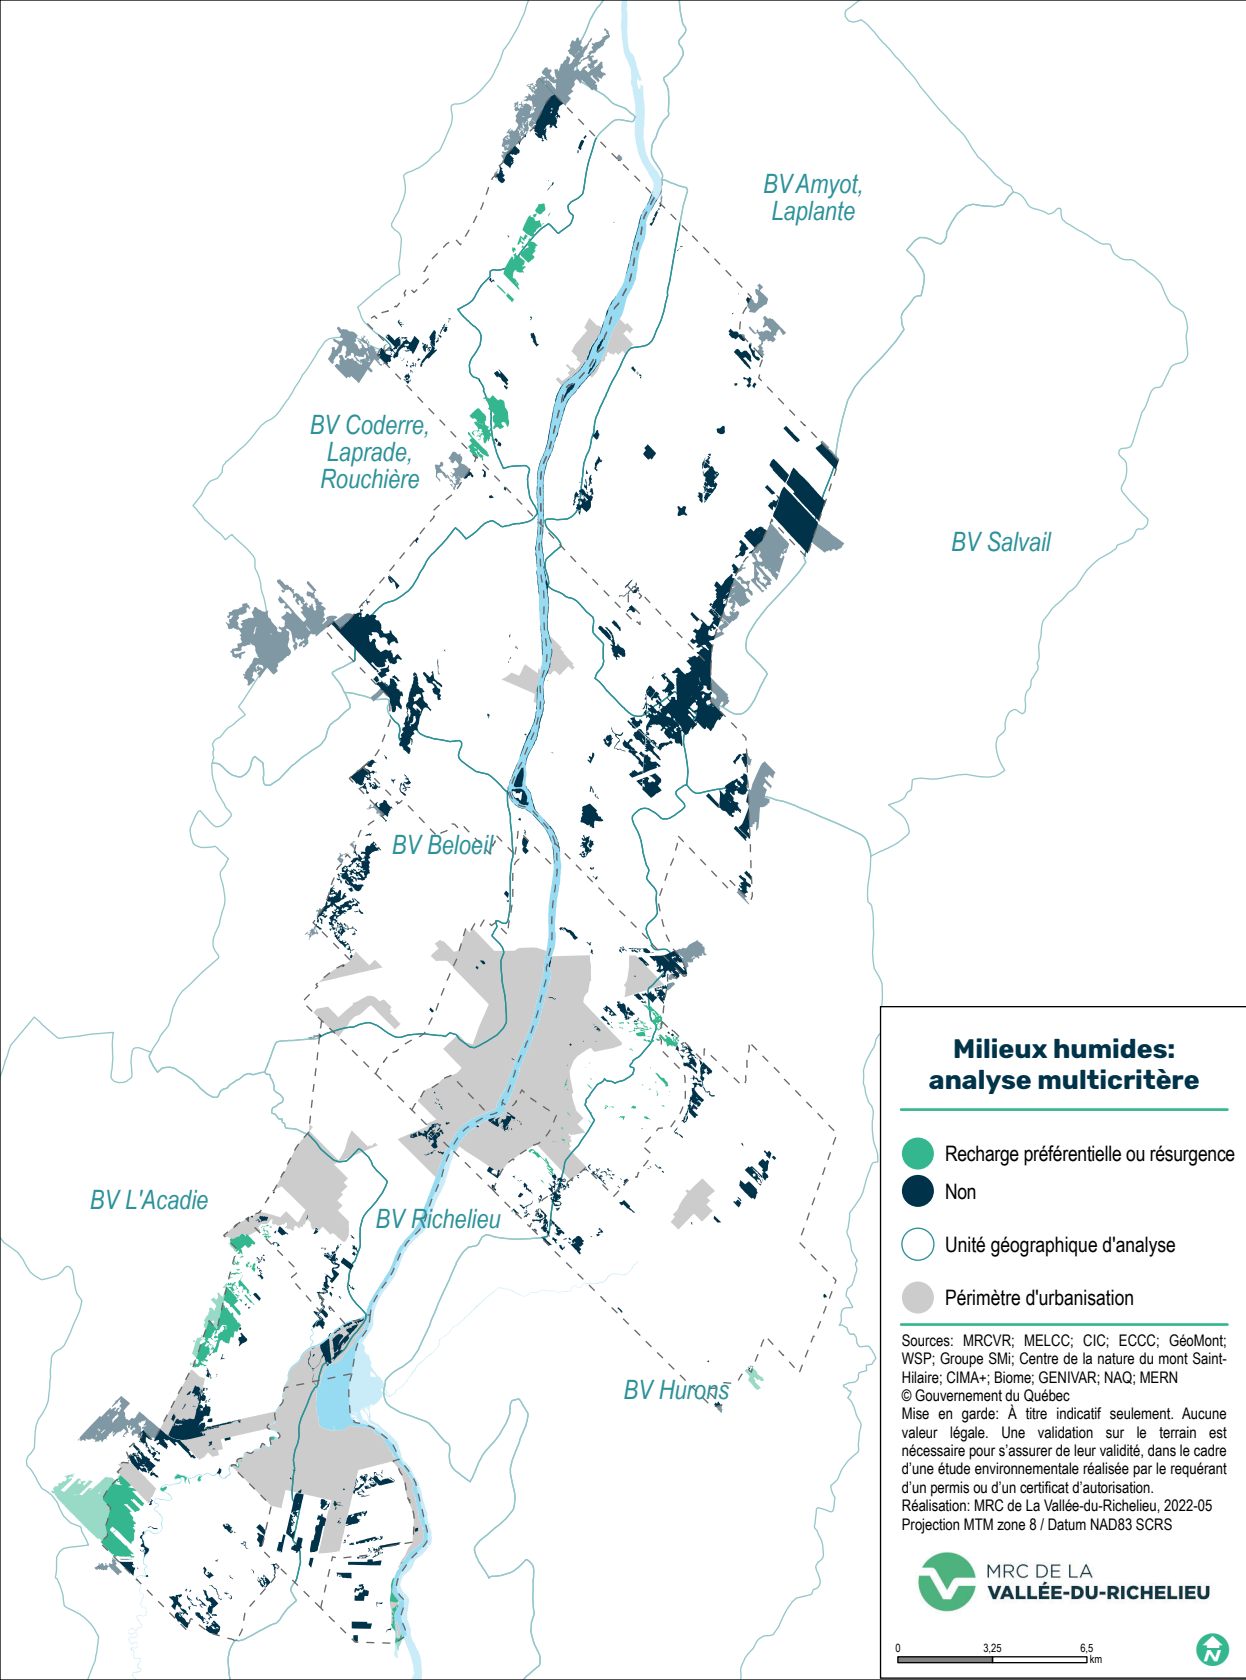 BV Amyot,
Laplante
BV Coderre,
Laprade,
Rouchière
BV Salvail
BV Beloeil
BV L'Acadie
BV Richelieu
BV Hurons
Milieux humides:
analyse multicritère
Recharge préférentielle ou résurgence
Non
Unité géographique d'analyse
Périmètre d'urbanisation
Sources: MRCVR; MELCC; CIC; ECCC; GéoMont;
WSP; Groupe SMi; Centre de la nature du mont Saint-
Hilaire; CIMA+; Biome; GENIVAR; NAQ; MERN
© Gouvernement du Québec
Mise en garde: À titre indicatif seulement. Aucune
valeur légale. Une validation sur le terrain est
nécessaire pour s'assurer de leur validité, dans le cadre
d'une étude environnementale réalisée par le requérant
d'un permis ou d'un certificat d'autorisation.
Réalisation: MRC de La Vallée-du-Richelieu, 2022-05
Projection MTM zone 8 / Datum NAD83 SCRS
MRC DE LA
VALLÉE-DU-RICHELIEU
0 3,25 6,5
km
N